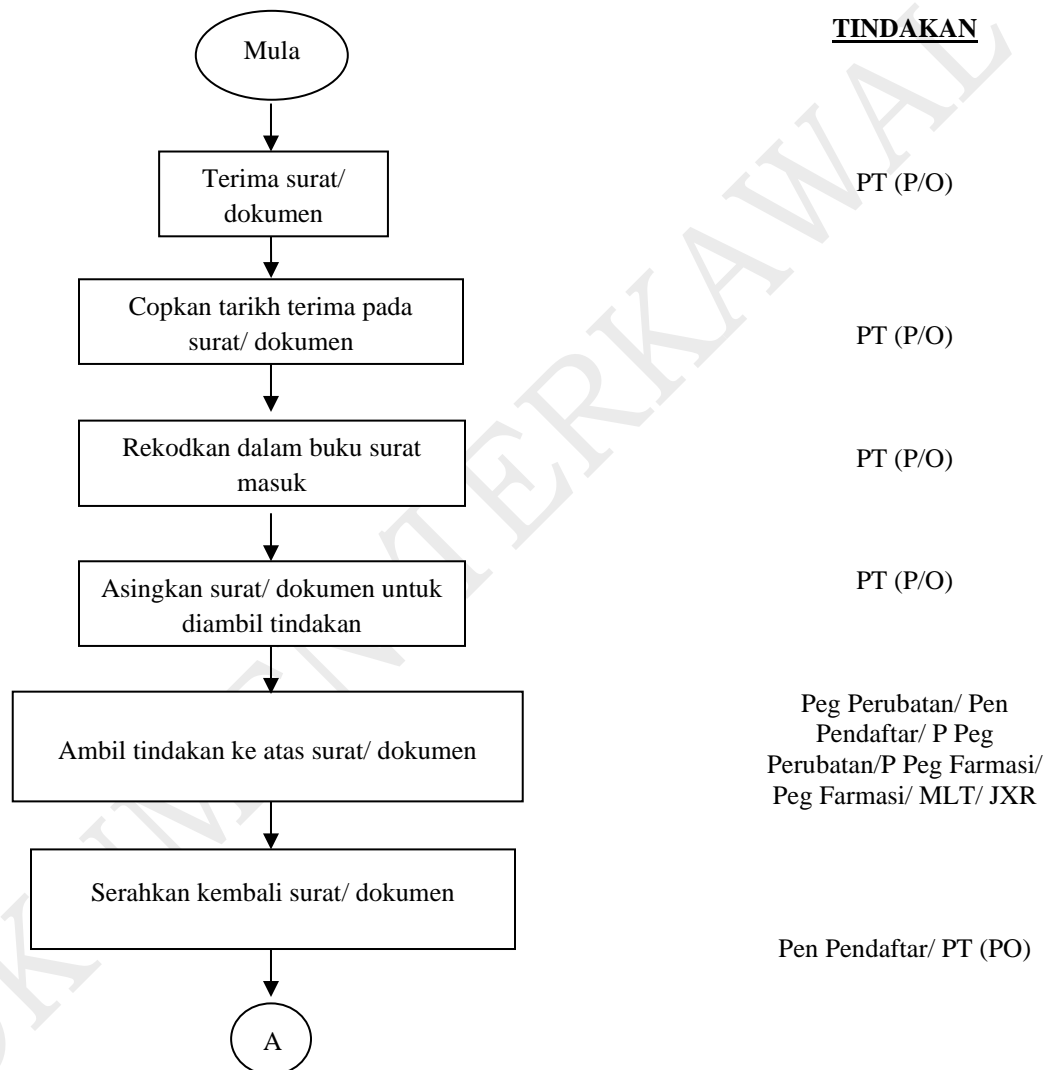 Mula
TINDAKAN
Terima surat/
dokumen
PT (P/O)
Copkan tarikh terima pada
surat/ dokumen
PT (P/O)
Rekodkan dalam buku surat
masuk
PT (P/O)
Asingkan surat/ dokumen untuk
diambil tindakan
PT (P/O)
Ambil tindakan ke atas surat/ dokumen
Peg Perubatan/ Pen
Pendaftar/ P Peg
Perubatan/P Peg Farmasi/
Peg Farmasi/ MLT/ JXR
Serahkan kembali surat/ dokumen
Pen Pendaftar/ PT (PO)
A